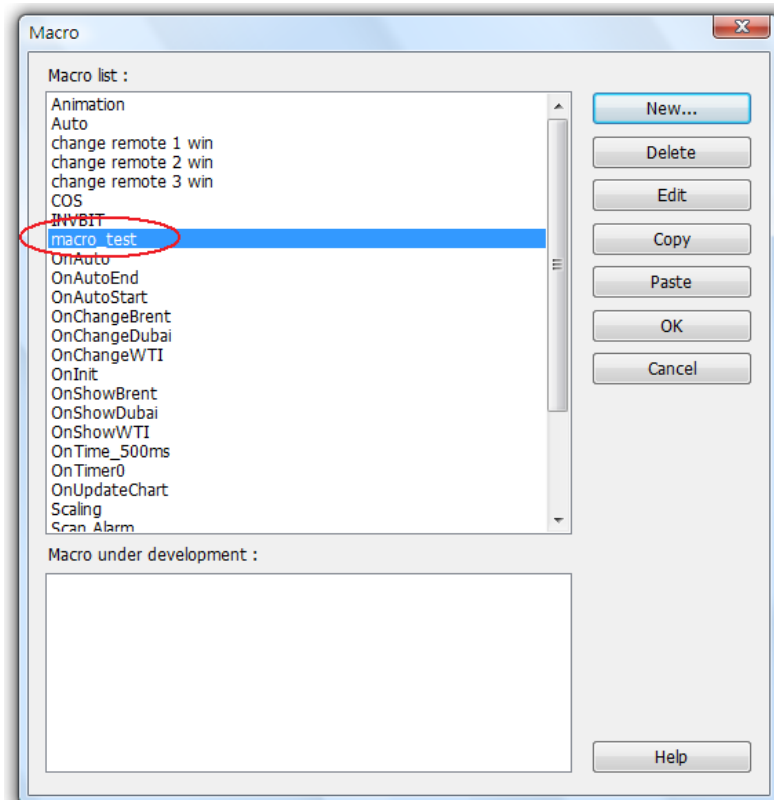 Macro
Macro list :
Animation
Auto
change remote 1 win
change remote 2 win
change remote 3 win
COS
INVBIT
macro_test
OnAuto
OnAutoEnd
OnAutoStart
OnChangeBrent
OnChangeDubai
OnChangeWTI
OnInit
OnShowBrent
OnShowDubai
OnShowWTI
OnTime_500ms
OnTimer0
OnUpdateChart
Scaling
Scan Alarm
New...
Delete
Edit
Copy
Paste
OK
Cancel
Macro under development :
Help